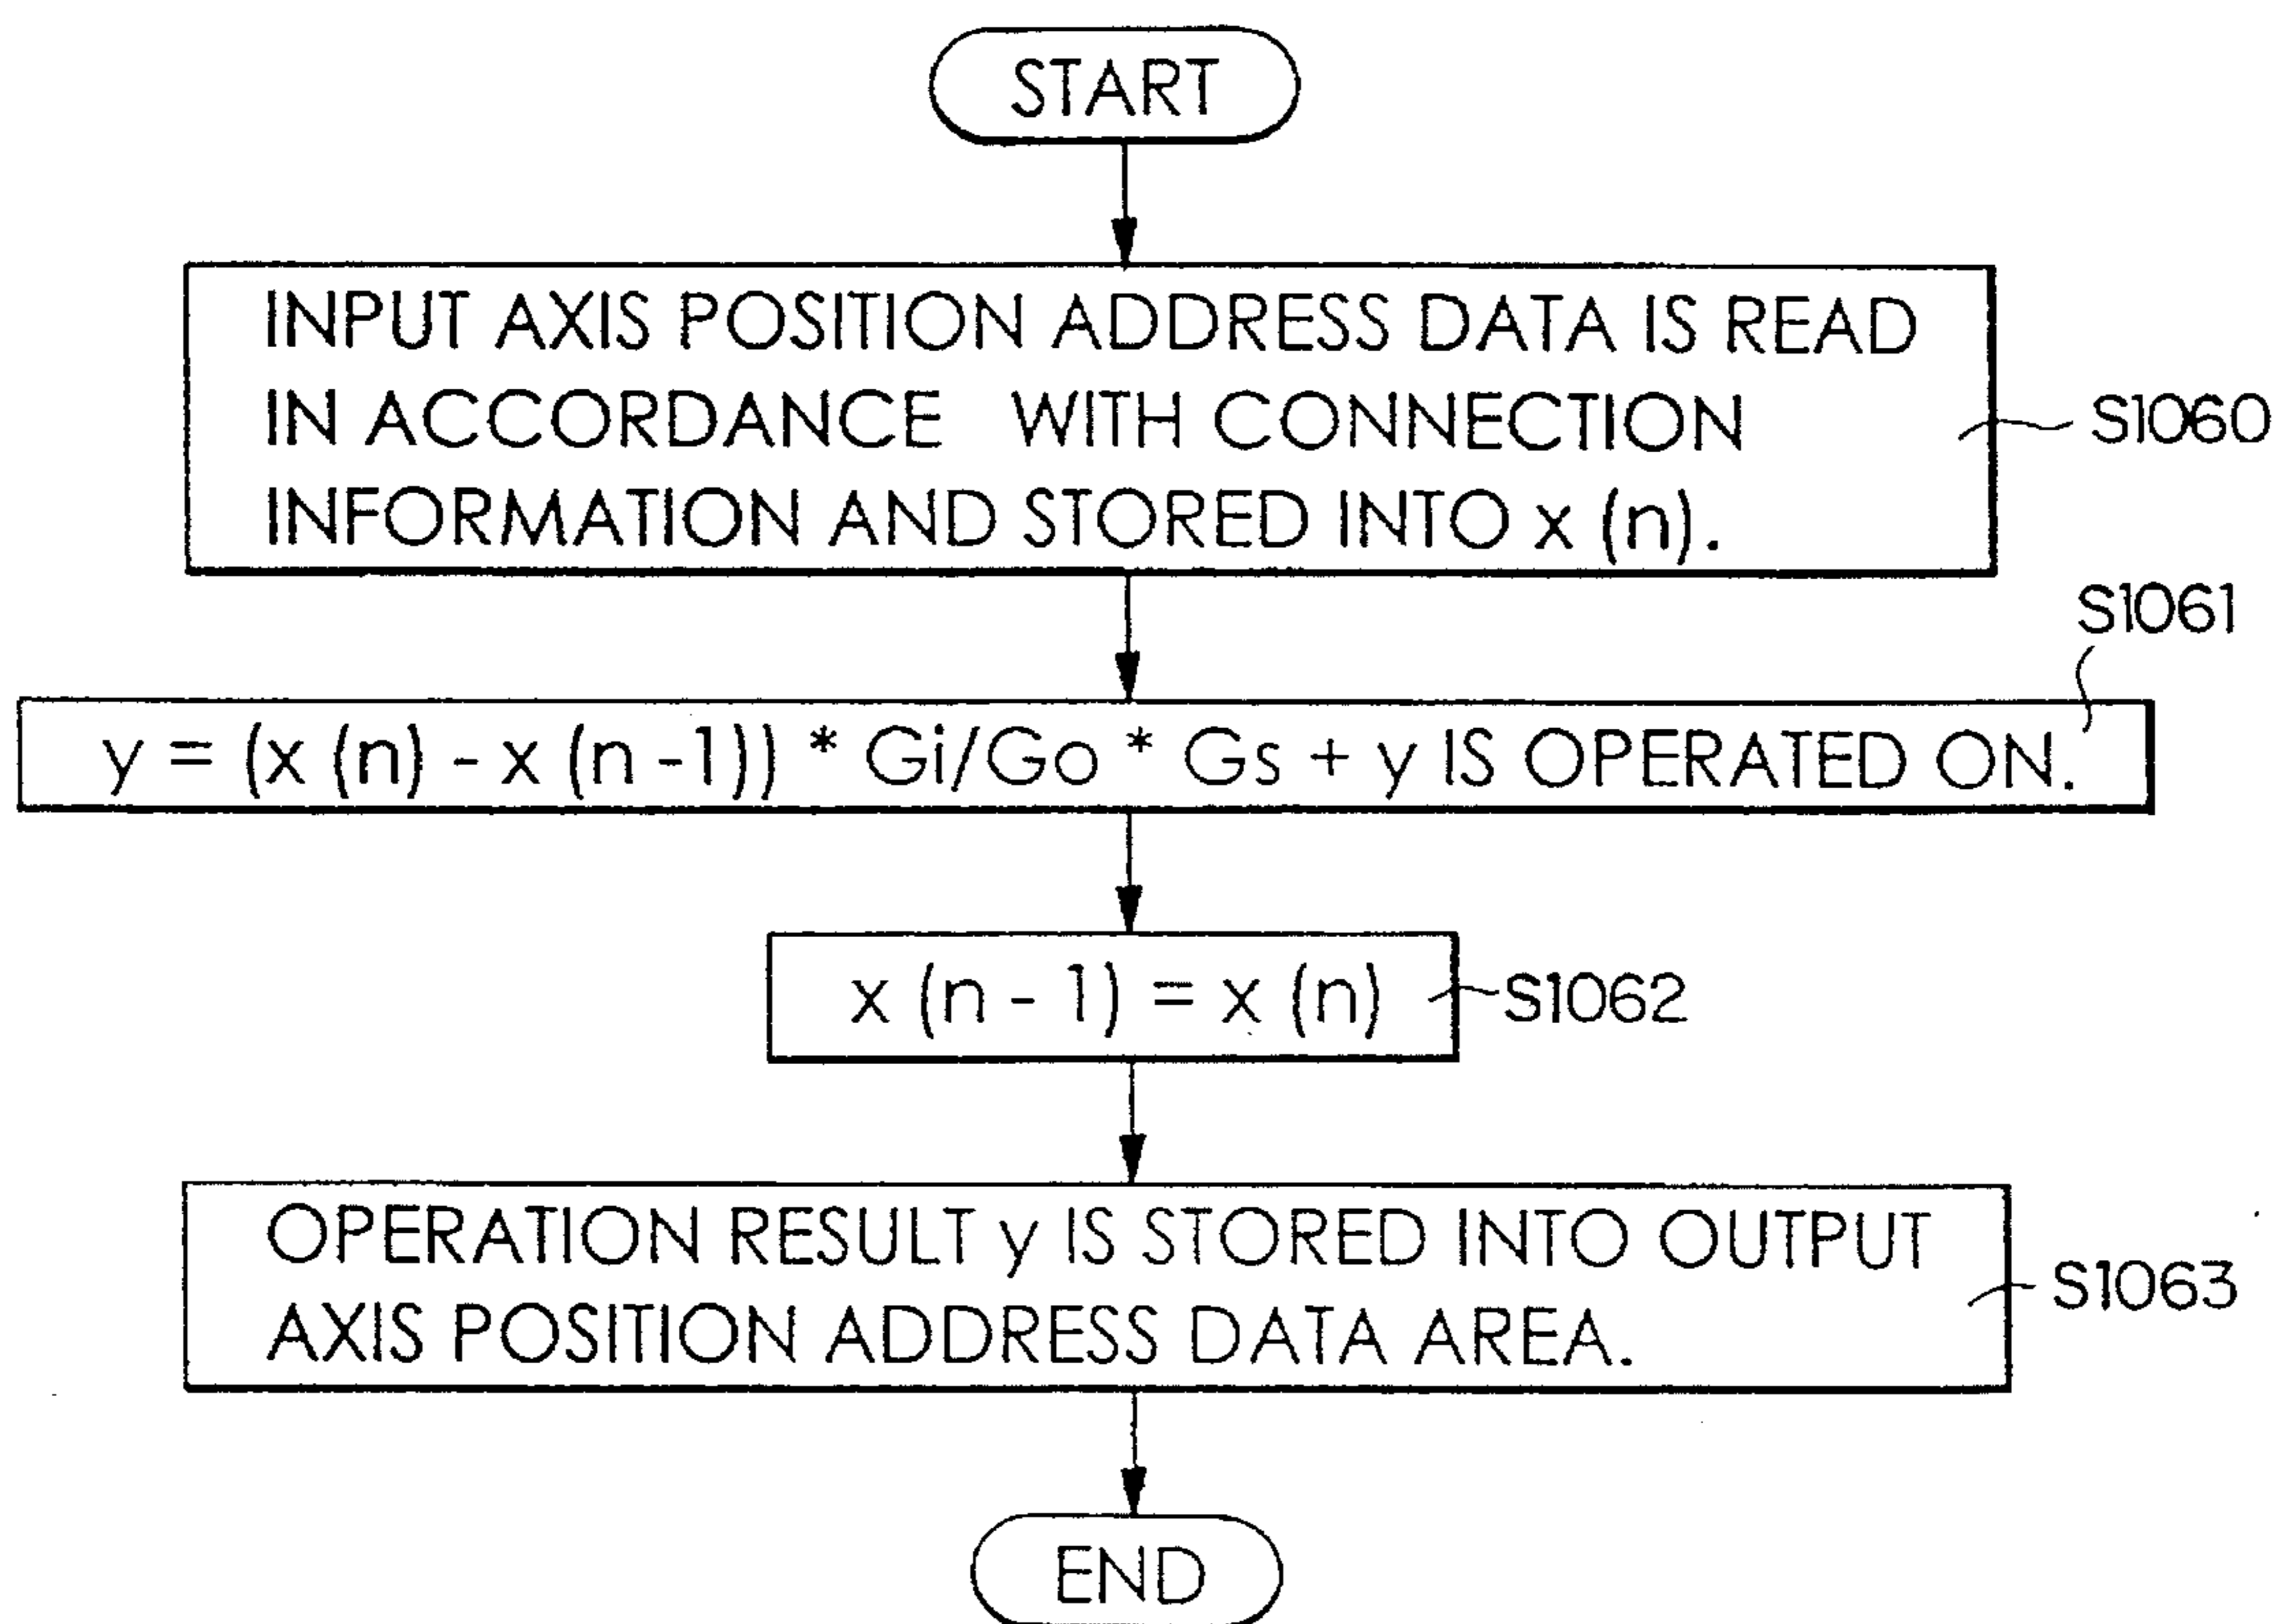 START
INPUT AXIS POSITION ADDRESS DATA IS READ
IN ACCORDANCE WITH CONNECTION
INFORMATION AND STORED INTO x (n).
S1060
S1061
y = (x (n) - x (n -1)) * Gi/Go * Gs + y IS OPERATED ON.
x (n - 1) = x (n)
S1062
OPERATION RESULT y IS STORED INTO OUTPUT
AXIS POSITION ADDRESS DATA AREA.
S1063
END